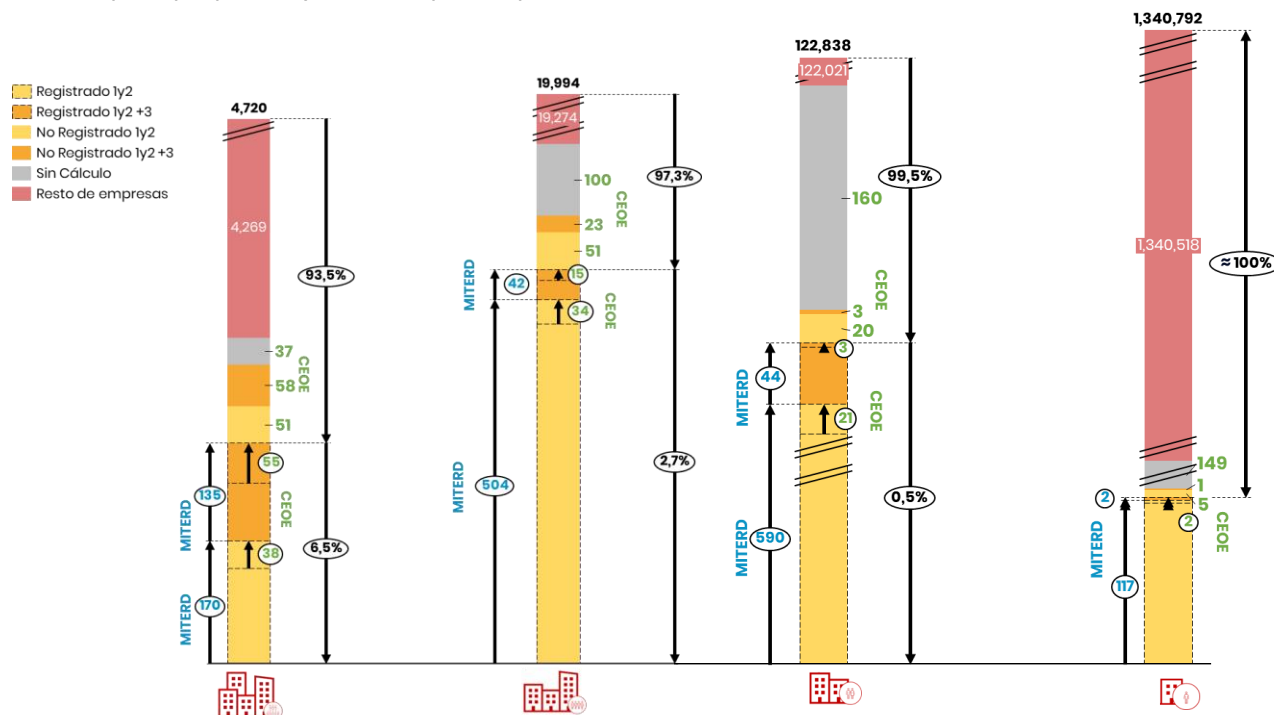 Registrado 1y2
Registrado 1y2 +3
No Registrado 1y2
No Registrado 1y2 +3
Sin Cálculo
Resto de empresas
4,720
4,269
93,5%
37
58
51
CEOE
55
38
CEOE
135
MITERD
170
MITERD
6,5%
19,994
19,274
97,3%
100
23
51
CEOE
15
34
CEOE
42
MITERD
504
MITERD
2,7%
122,838
122,021
99,5%
160
3
20
CEOE
3
21
CEOE
44
MITERD
590
MITERD
0,5%
1,340,792
1,340,518
≈100%
149
1
5
2
CEOE
2
117
MITERD